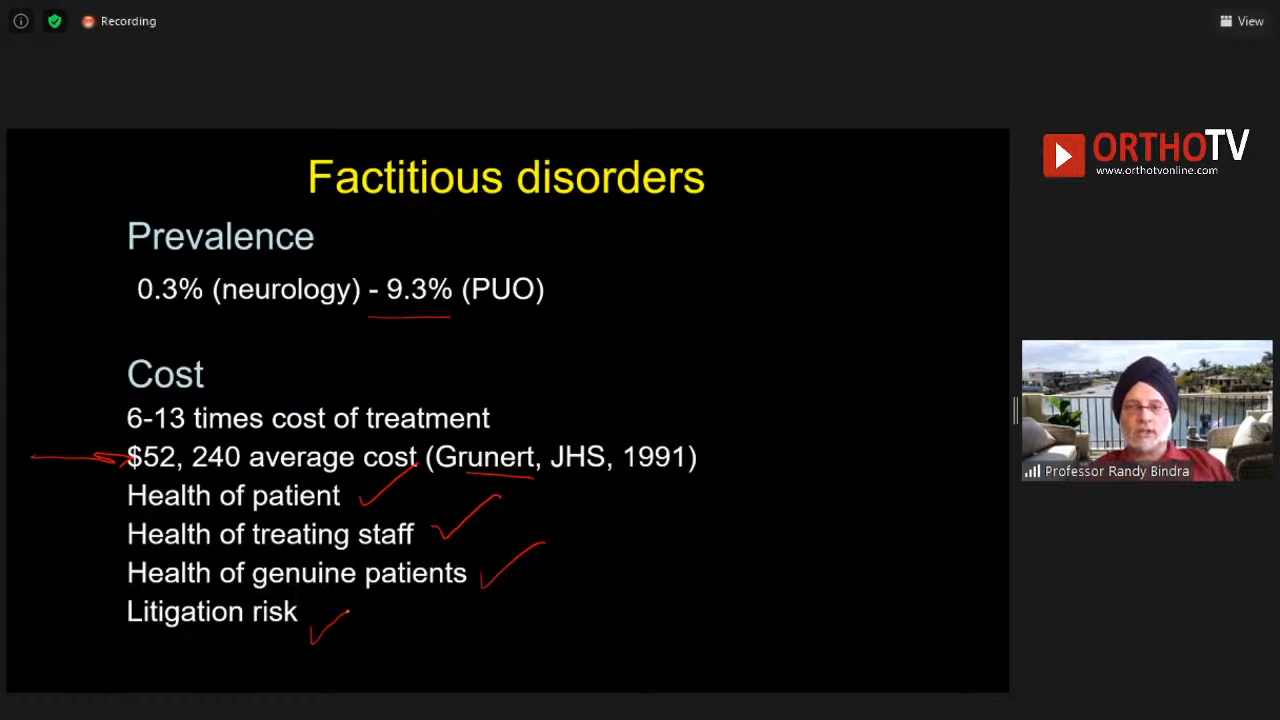 Recording
View
ORTHOTV
www.orthotvonline.com
Factitious disorders
Prevalence
0.3% (neurology) - 9.3% (PUO)
Cost
6-13 times cost of treatment
$52, 240 average cost (Grunert, JHS, 1991)
Health of patient
Health of treating staff
Health of genuine patients
Litigation risk
Professor Randy Bindra